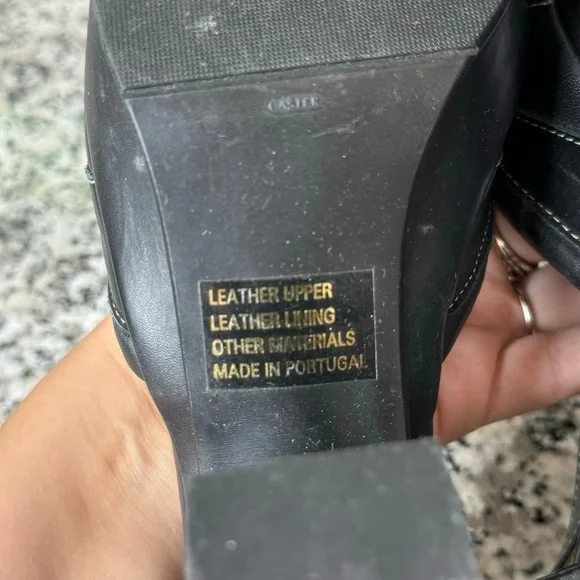 LEATHER UPPER
LEATHER LINING
OTHER MATERIALS
MADE IN PORTUGAL